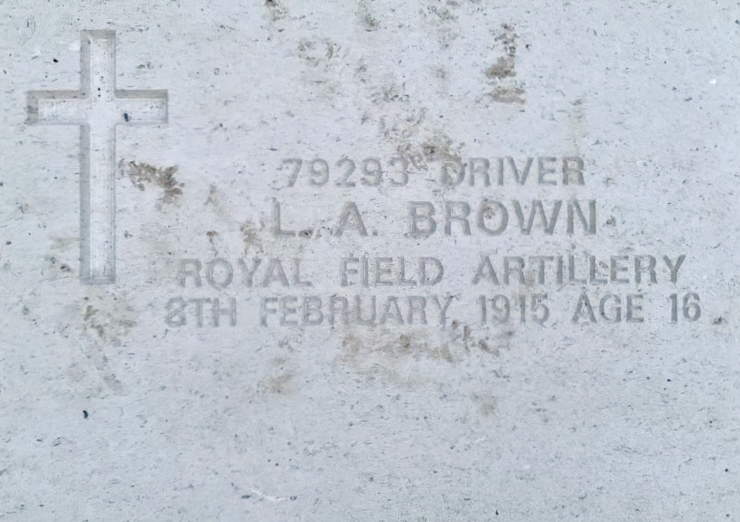 79293 DRIVER
L. A. BROWN
ROYAL FIELD ARTILLERY
8TH FEBRUARY 1915 AGE 16